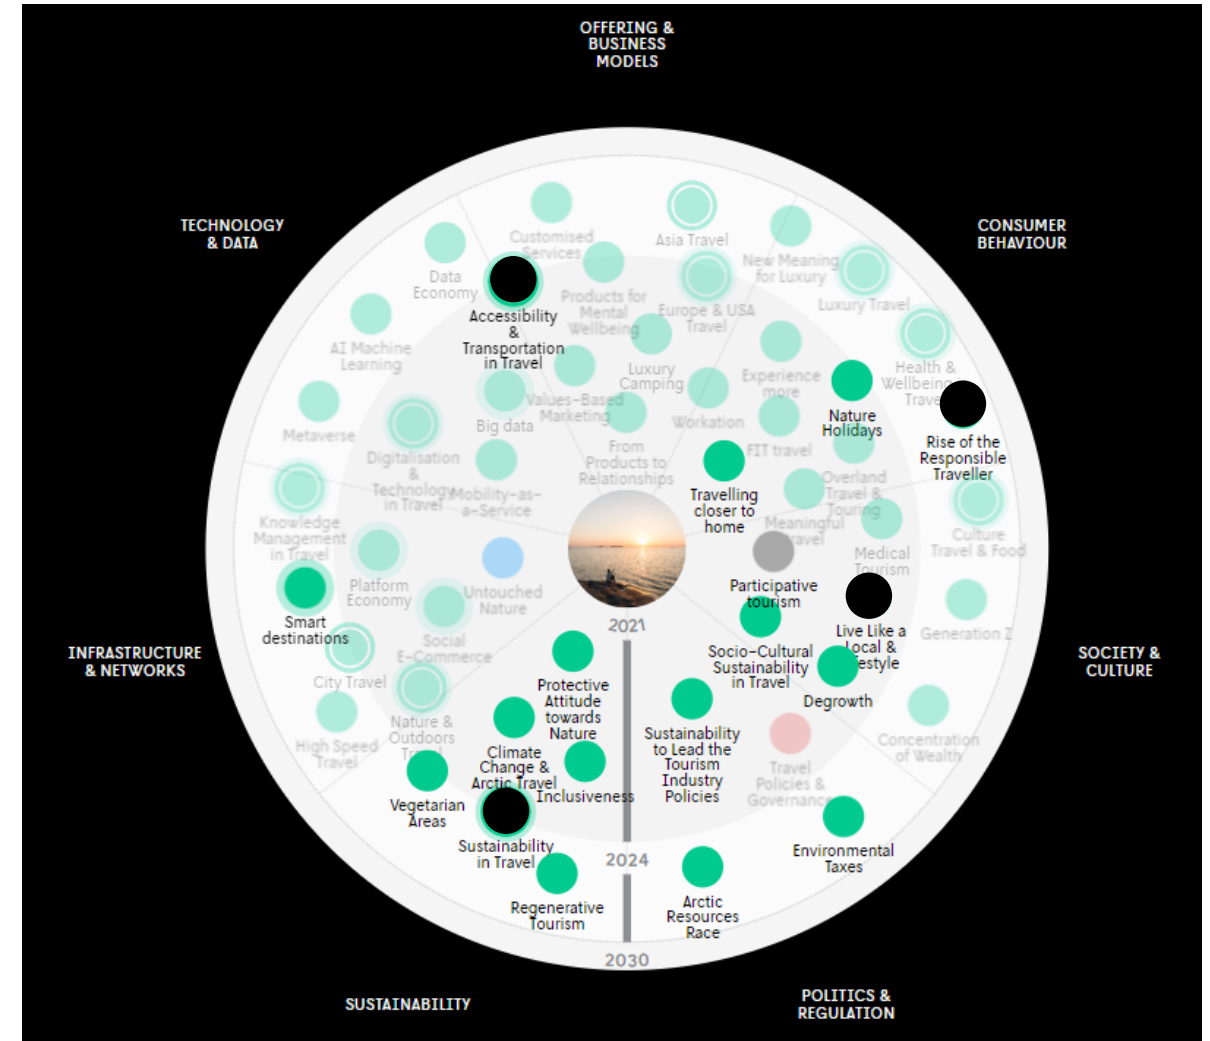 OFFERING &
BUSINESS
MODELS
TECHNOLOGY
& DATA
CONSUMER
BEHAVIOUR
Customised
Services
Asia Travel
New Meaning
for Luxury
Data
Economy
Luxury Travel
Products for
Mental
Wellbeing
Europe & USA
Travel
Accessibility
&
Transportation
in Travel
AI Machine
Learning
Health &
Wellbeing
Travel
Luxury
Camping
Experience
more
Values-Based
Marketing
Nature
Holidays
Big data
Workation
Metaverse
Rise of the
Responsible
Traveller
From
Products to
Relationships
FIT travel
Digitalisation
&
Technology
in Travel
Mobility-as-
a-Service
Overland
Travel &
Touring
Travelling
closer to
home
Knowledge
Management
in Travel
Meaningful
Travel
Culture
Travel & Food
Medical
Tourism
Platform
Economy
Untouched
Nature
Participative
tourism
Smart
destinations
2021
Live Like a
Local &
Lifestyle
Generation Z
Social
E-Commerce
Socio-Cultural
Sustainability
in Travel
INFRASTRUCTURE
& NETWORKS
SOCIETY &
CULTURE
City Travel
Protective
Attitude
towards
Nature
Degrowth
Nature &
Outdoors
Travel
Sustainability
to Lead the
Tourism
Industry
Policies
High Speed
Travel
Climate
Change &
Arctic Travel
Concentration
of Wealth
Travel
Policies &
Governance
Inclusiveness
Vegetarian
Areas
Sustainability
in Travel
2024
Environmental
Taxes
Regenerative
Tourism
Arctic
Resources
Race
2030
SUSTAINABILITY
POLITICS &
REGULATION